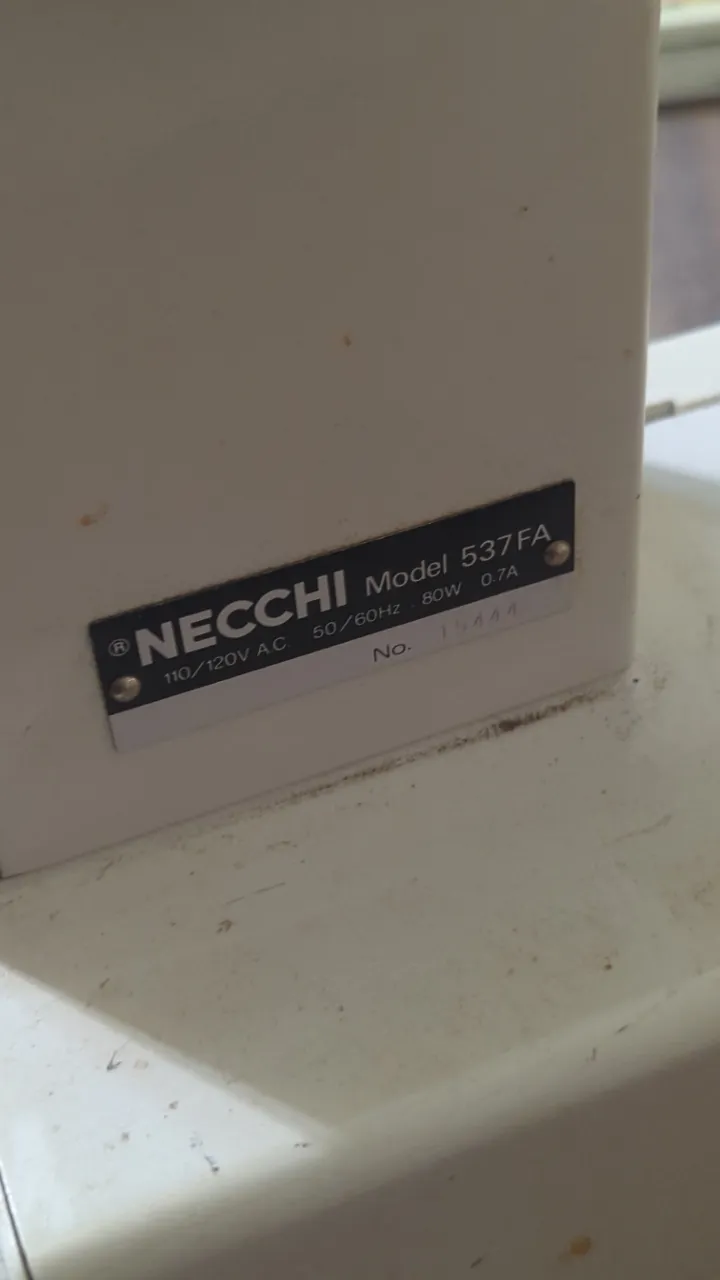 ® NECCHI Model 537FA
110/120V A.C. 50/60Hz . 80W 0.7A
No.